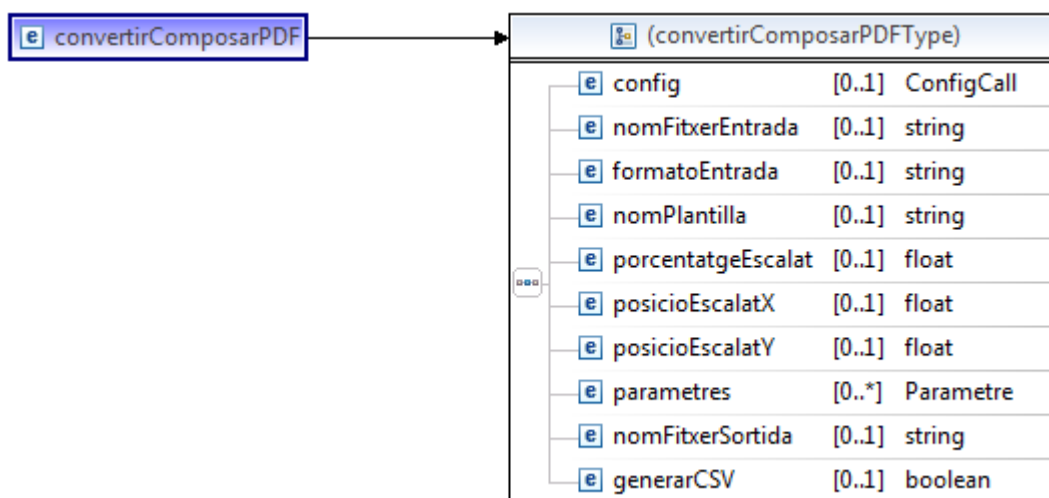 e convertirComposarPDF
(convertirComposarPDFType)
e config [0..1] ConfigCall
e nomFitxerEntrada [0..1] string
e formatoEntrada [0..1] string
e nomPlantilla [0..1] string
e porcentatgeEscalat [0..1] float
e posicioEscalatX [0..1] float
e posicioEscalatY [0..1] float
e parametres [0..*] Parametre
e nomFitxerSortida [0..1] string
e generarCSV [0..1] boolean